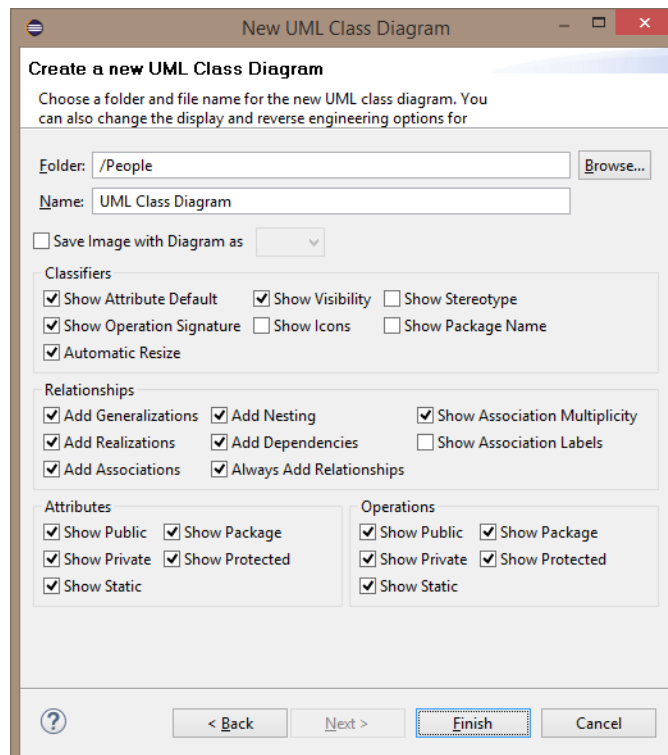 New UML Class Diagram
Create a new UML Class Diagram
Choose a folder and file name for the new UML class diagram. You
can also change the display and reverse engineering options for
Folder: /People Browse...
Name: UML Class Diagram
Save Image with Diagram as
Classifiers
Show Attribute Default Show Visibility Show Stereotype
Show Operation Signature Show Icons Show Package Name
Automatic Resize
Relationships
Add Generalizations Add Nesting Show Association Multiplicity
Add Realizations Add Dependencies Show Association Labels
Add Associations Always Add Relationships
Attributes Operations
Show Public Show Package Show Public Show Package
Show Private Show Protected Show Private Show Protected
Show Static Show Static
? < Back Next > Finish Cancel